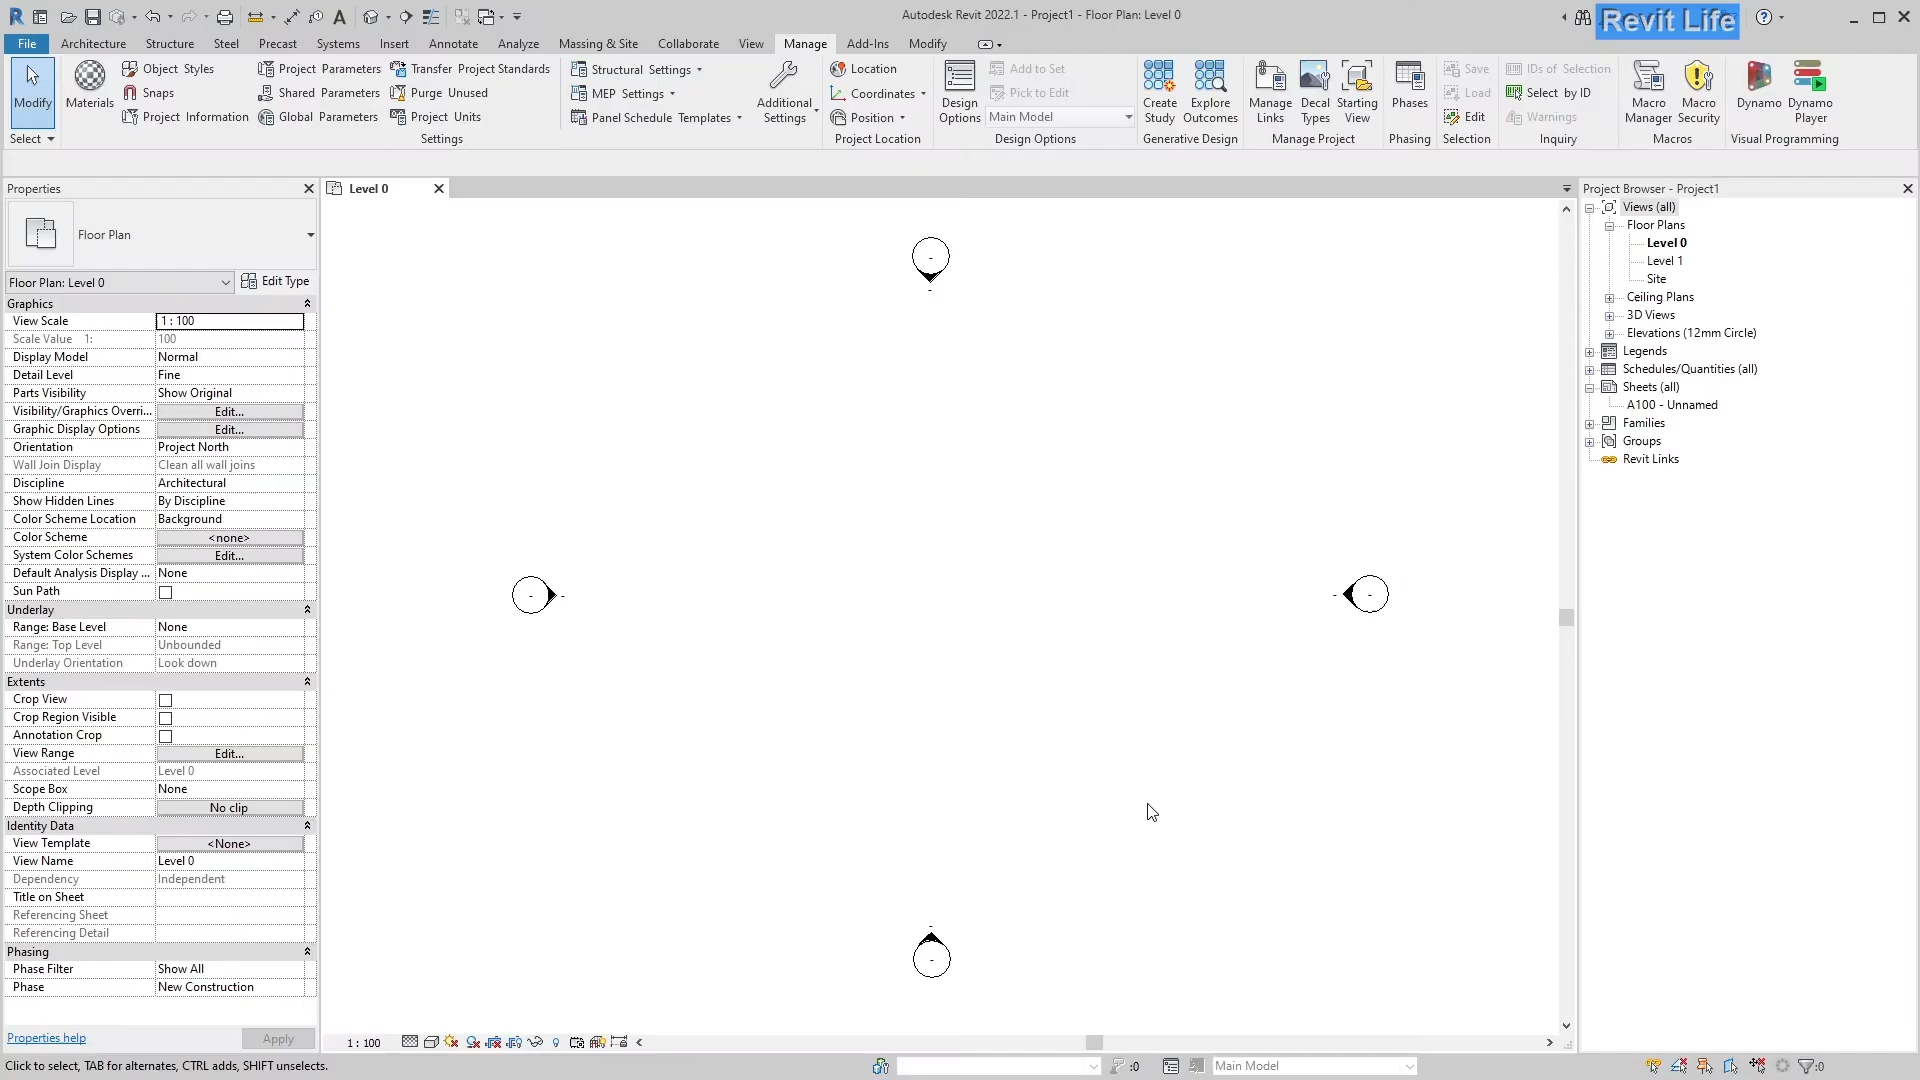 Autodesk Revit 2022.1 - Project1 - Floor Plan: Level 0
Revit Life
File Architecture Structure Steel Precast Systems Insert Annotate Analyze Massing & Site Collaborate View Manage Add-Ins Modify
Modify
Select
Materials
Object Styles
Snaps
Project Information
Project Parameters
Shared Parameters
Global Parameters
Transfer Project Standards
Purge Unused
Project Units
Settings
Structural Settings
MEP Settings
Panel Schedule Templates
Additional
Settings
Location
Coordinates
Position
Project Location
Design
Options
Add to Set
Pick to Edit
Main Model
Design Options
Create
Study
Explore
Outcomes
Generative Design
Manage
Links
Decal
Types
Starting
View
Manage Project
Phases
Phasing
Save
Load
Edit
Selection
IDs of Selection
Select by ID
Warnings
Inquiry
Macro
Manager
Macro
Security
Macros
Dynamo
Dynamo
Player
Visual Programming
Properties
Floor Plan
Floor Plan: Level 0
Edit Type
Graphics
View Scale 1 : 100
Scale Value 1: 100
Display Model Normal
Detail Level Fine
Parts Visibility Show Original
Visibility/Graphics Overri... Edit...
Graphic Display Options Edit...
Orientation Project North
Wall Join Display Clean all wall joins
Discipline Architectural
Show Hidden Lines By Discipline
Color Scheme Location Background
Color Scheme <none>
System Color Schemes Edit...
Default Analysis Display ... None
Sun Path
Underlay
Range: Base Level None
Range: Top Level Unbounded
Underlay Orientation Look down
Extents
Crop View
Crop Region Visible
Annotation Crop
View Range Edit...
Associated Level Level 0
Scope Box None
Depth Clipping No clip
Identity Data
View Template <None>
View Name Level 0
Dependency Independent
Title on Sheet
Referencing Sheet
Referencing Detail
Phasing
Phase Filter Show All
Phase New Construction
Properties help
Apply
Level 0
1 : 100
Project Browser - Project1
Views (all)
Floor Plans
Level 0
Level 1
Site
Ceiling Plans
3D Views
Elevations (12mm Circle)
Legends
Schedules/Quantities (all)
Sheets (all)
A100 - Unnamed
Families
Groups
Revit Links
Click to select, TAB for alternates, CTRL adds, SHIFT unselects.
:0
Main Model
:0